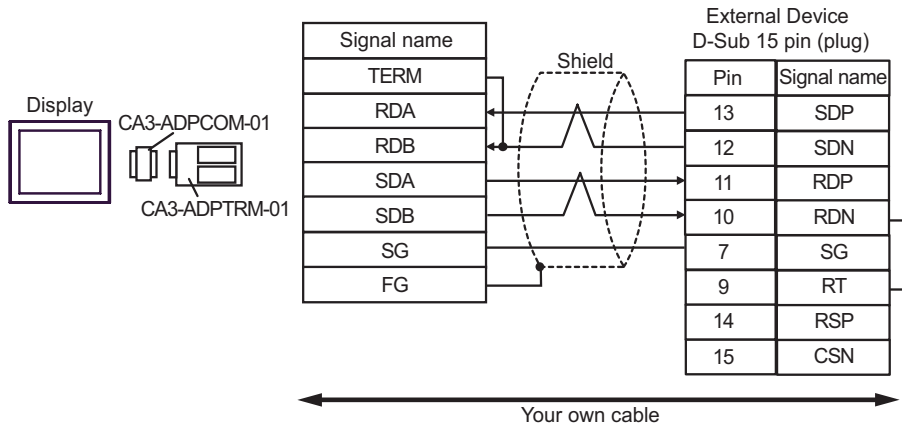 External Device
D-Sub 15 pin (plug)
Signal name
Shield
Pin Signal name
TERM
RDA
RDB
SDA
SDB
SG
FG
13 SDP
12 SDN
11 RDP
10 RDN
7 SG
9 RT
14 RSP
15 CSN
Display
CA3-ADPCOM-01
CA3-ADPTRM-01
Your own cable